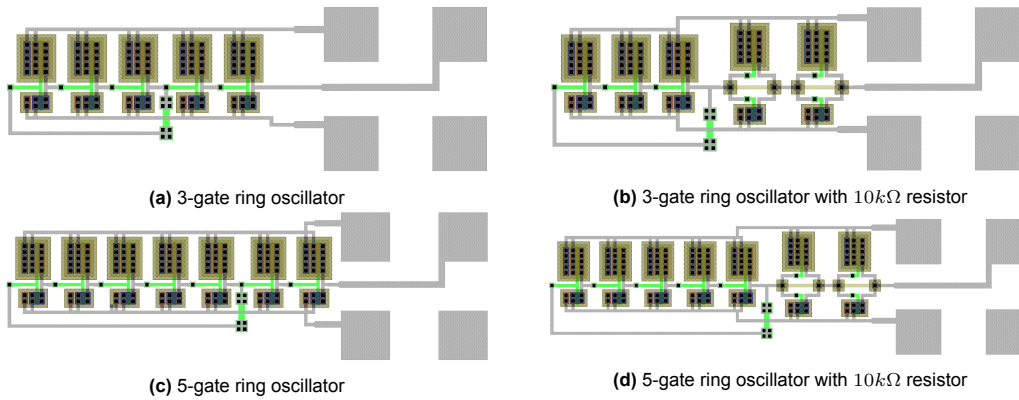 (a) 3-gate ring oscillator
(b) 3-gate ring oscillator with 10kΩ resistor
(c) 5-gate ring oscillator
(d) 5-gate ring oscillator with 10kΩ resistor